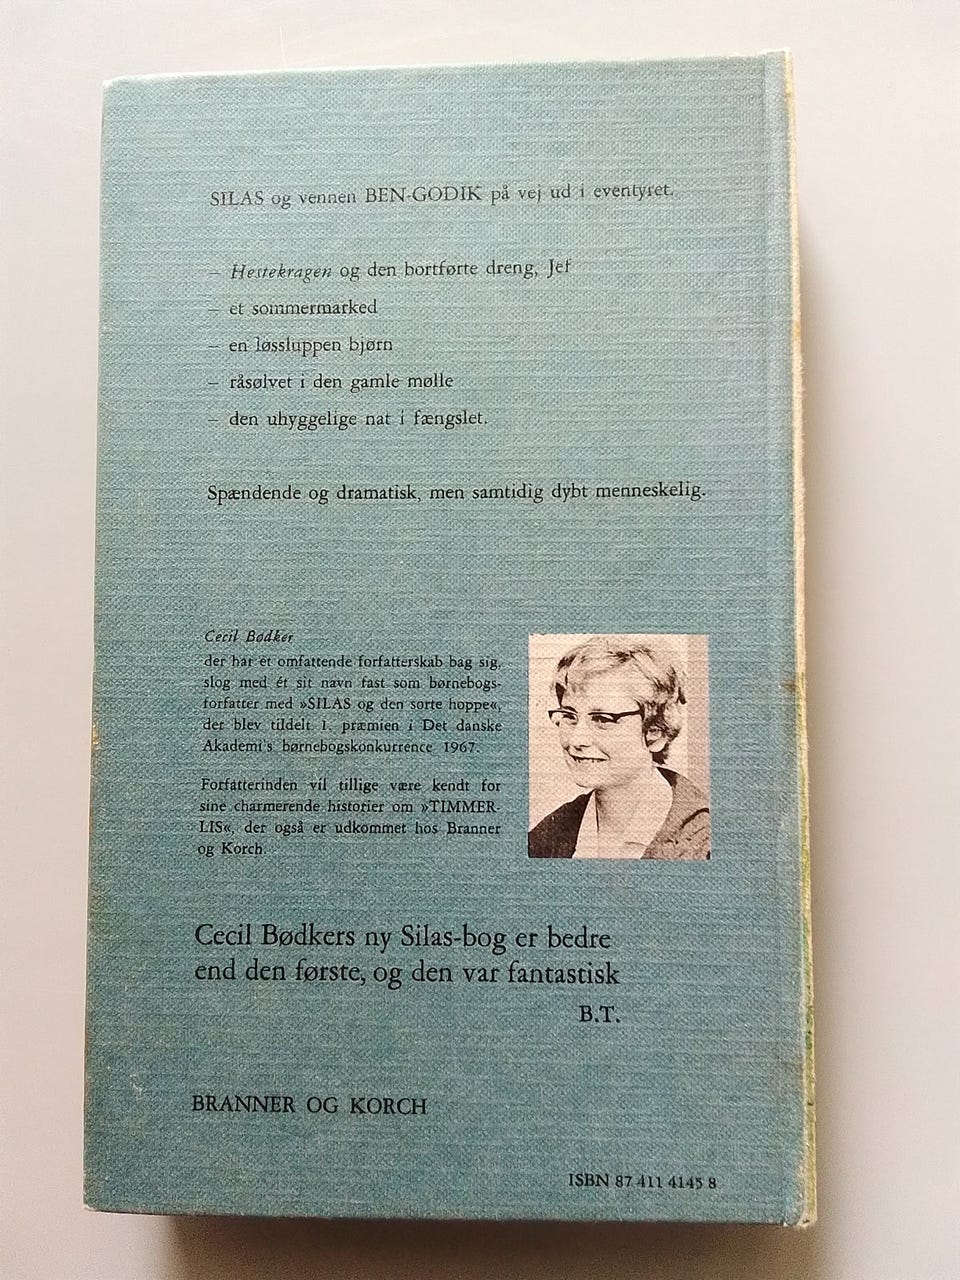 SILAS og vennen BEN-GODIK på vej ud i eventyret.
– Hestekragen og den bortførte dreng, Jef
– et sommermarked
– en løssluppen bjørn
– råsølvet i den gamle mølle
– den uhyggelige nat i fængslet.
Spændende og dramatisk, men samtidig dybt menneskelig.
Cecil Bødker
der har et omfattende forfatterskab bag sig,
slog med ét sit navn fast som børnebogs-
forfatter med »SILAS og den sorte hoppe«,
der blev tildelt 1. præmien i Det danske
Akademi's børnebogskonkurrence 1967.
Forfatterinden vil tillige være kendt for
sine charmerende historier om »TIMMER-
LIS«, der også er udkommet hos Branner
og Korch.
Cecil Bødkers ny Silas-bog er bedre
end den første, og den var fantastisk
B.T.
BRANNER OG KORCH
ISBN 87 411 4145 8